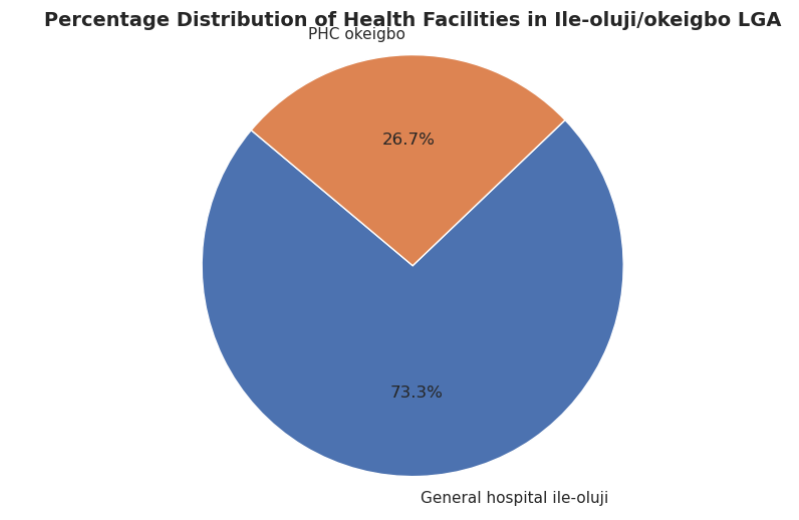 Percentage Distribution of Health Facilities in Ile-oluji/okeigbo LGA
PHC okeigbo
26.7%
73.3%
General hospital ile-oluji